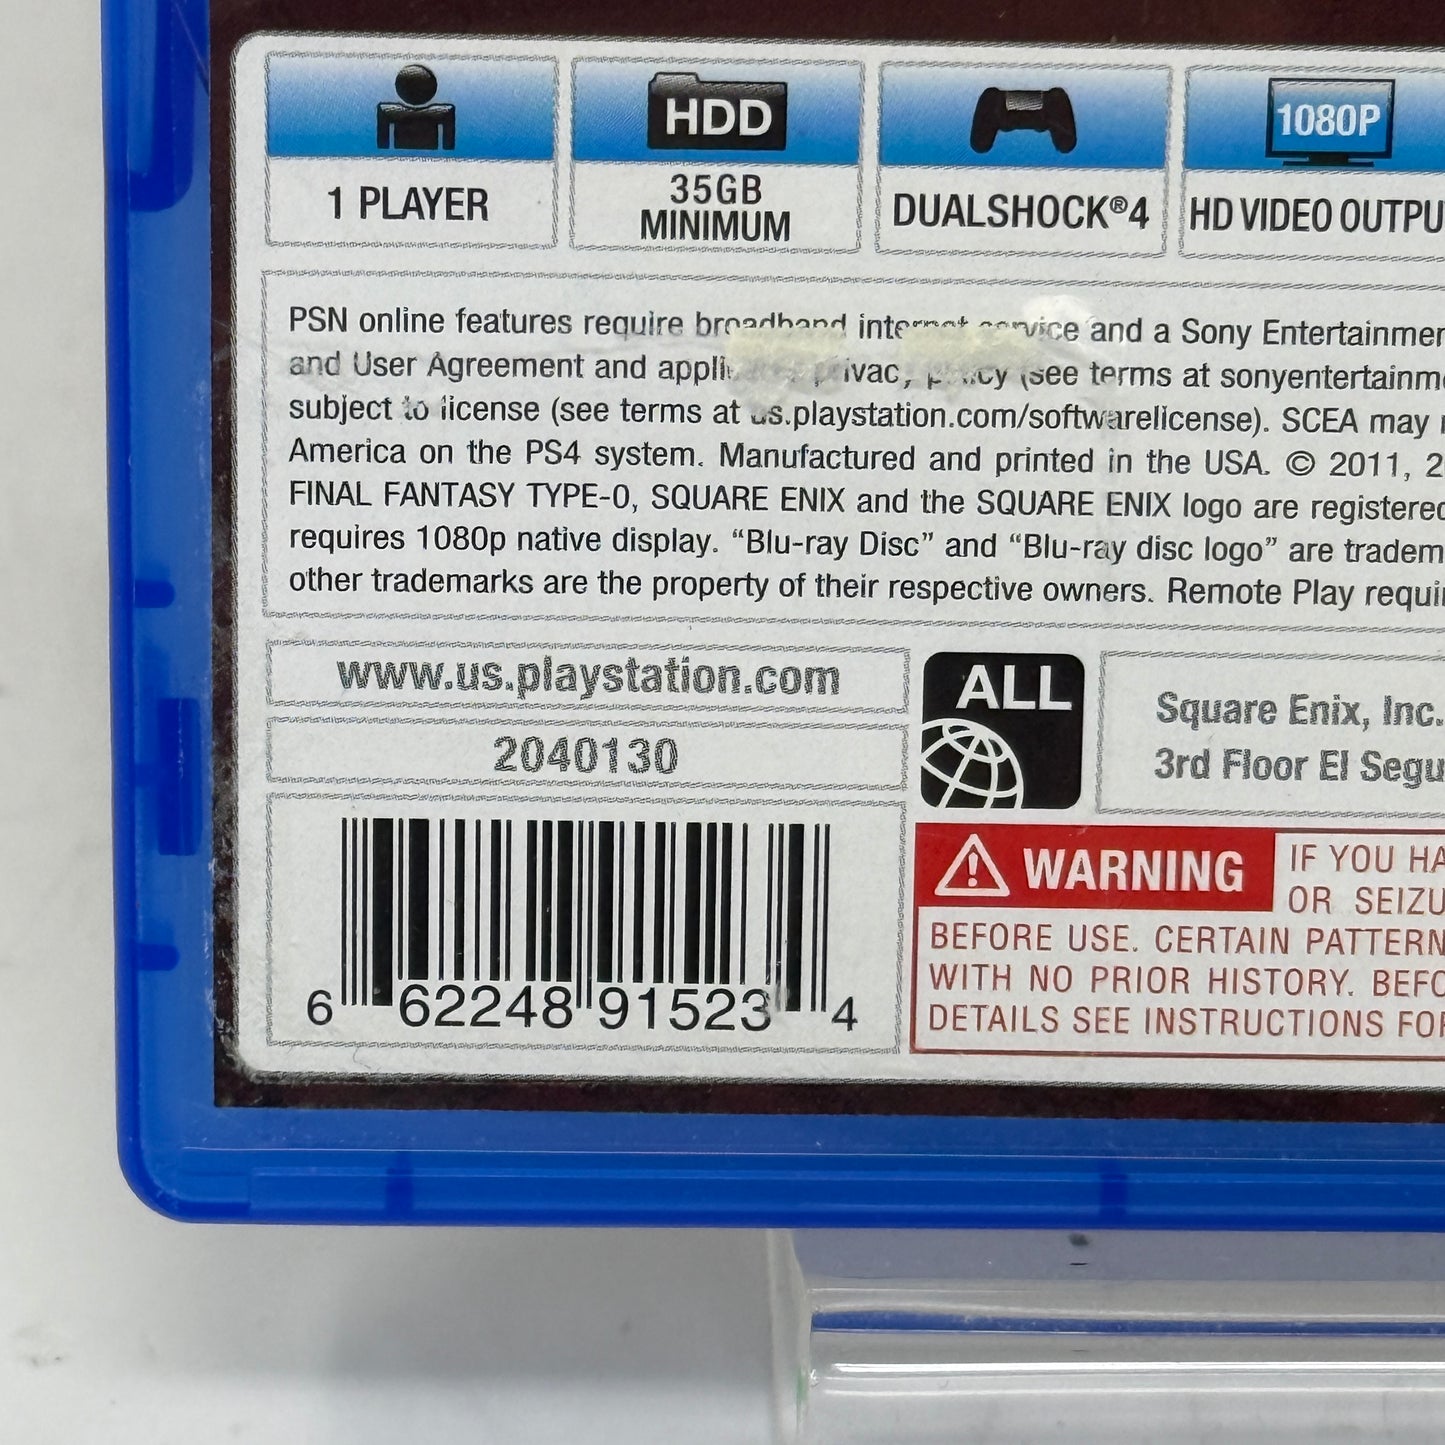 HDD
1080P
1 PLAYER
35GB
MINIMUM
DUALSHOCK®4
HD VIDEO OUTPU
PSN online features require broadband internet service and a Sony Entertainmen
and User Agreement and privacy policy (see terms at sonyentertainme
subject to license (see terms at us.playstation.com/softwarelicense). SCEA may
America on the PS4 system. Manufactured and printed in the USA. © 2011, 2
FINAL FANTASY TYPE-0, SQUARE ENIX and the SQUARE ENIX logo are registered
requires 1080p native display. “Blu-ray Disc” and “Blu-ray disc logo” are tradem
other trademarks are the property of their respective owners. Remote Play requi
www.us.playstation.com
2040130
ALL
Square Enix, Inc.
3rd Floor El Segu
6 62248 91523 4
WARNING
IF YOU HA
OR SEIZU
BEFORE USE. CERTAIN PATTERN
WITH NO PRIOR HISTORY. BEFO
DETAILS SEE INSTRUCTIONS FOR